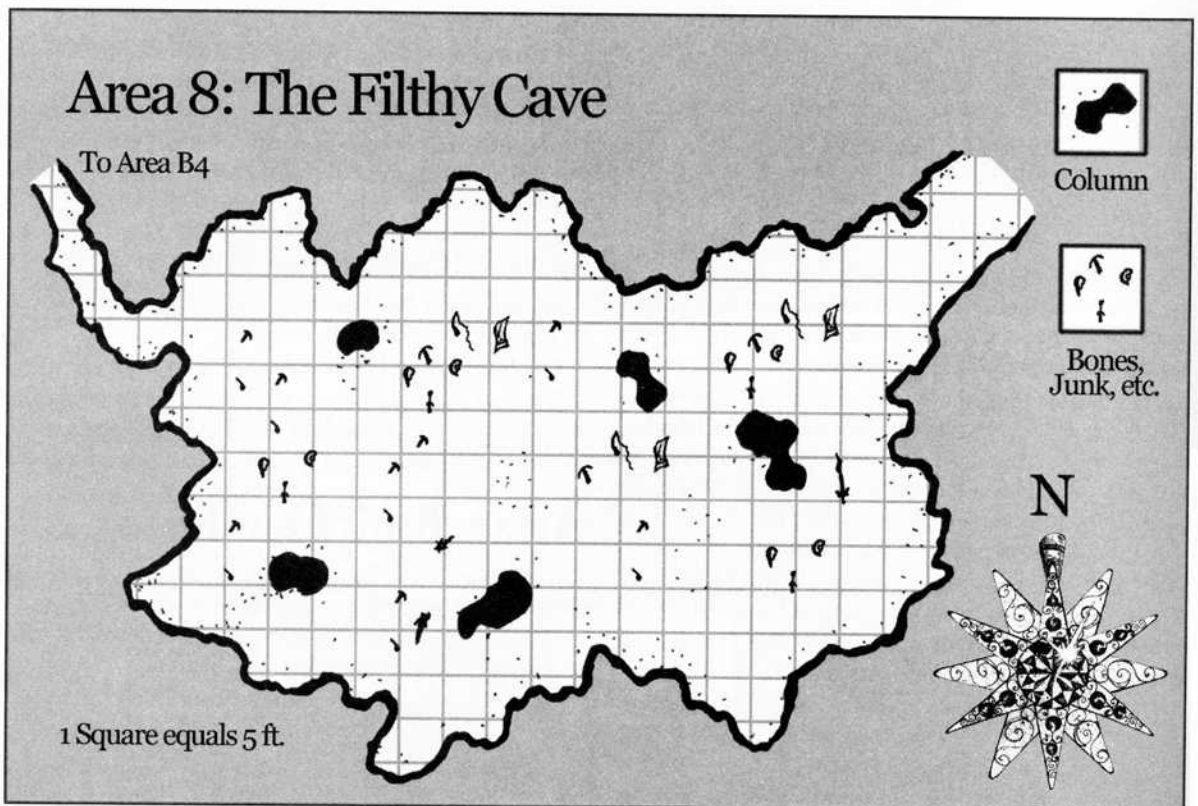 Area 8: The Filthy Cave
To Area B4
Column
Bones,
Junk, etc.
N
1 Square equals 5 ft.